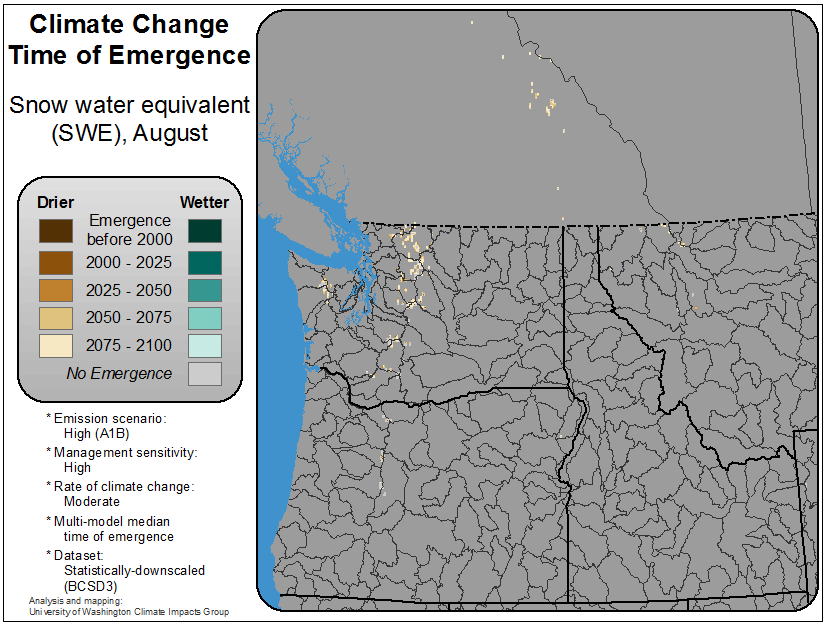 Climate Change
Time of Emergence
Snow water equivalent
(SWE), August
Drier
Wetter
Emergence
before 2000
2000 - 2025
2025 - 2050
2050 - 2075
2075 - 2100
No Emergence
* Emission scenario:
High (A1B)
* Management sensitivity:
High
* Rate of climate change:
Moderate
* Multi-model median
time of emergence
* Dataset:
Statistically-downscaled
(BCSD3)
Analysis and mapping:
University of Washington Climate Impacts Group